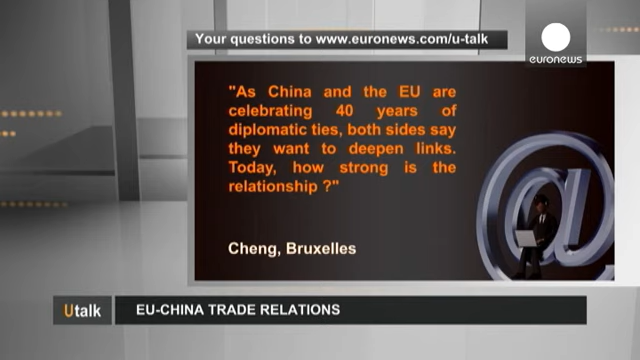 Your questions to www.euronews.com/u-talk
euronews
"As China and the EU are
celebrating 40 years of
diplomatic ties, both sides say
they want to deepen links.
Today, how strong is the
relationship ?"
@
Cheng, Bruxelles
Utalk
EU-CHINA TRADE RELATIONS